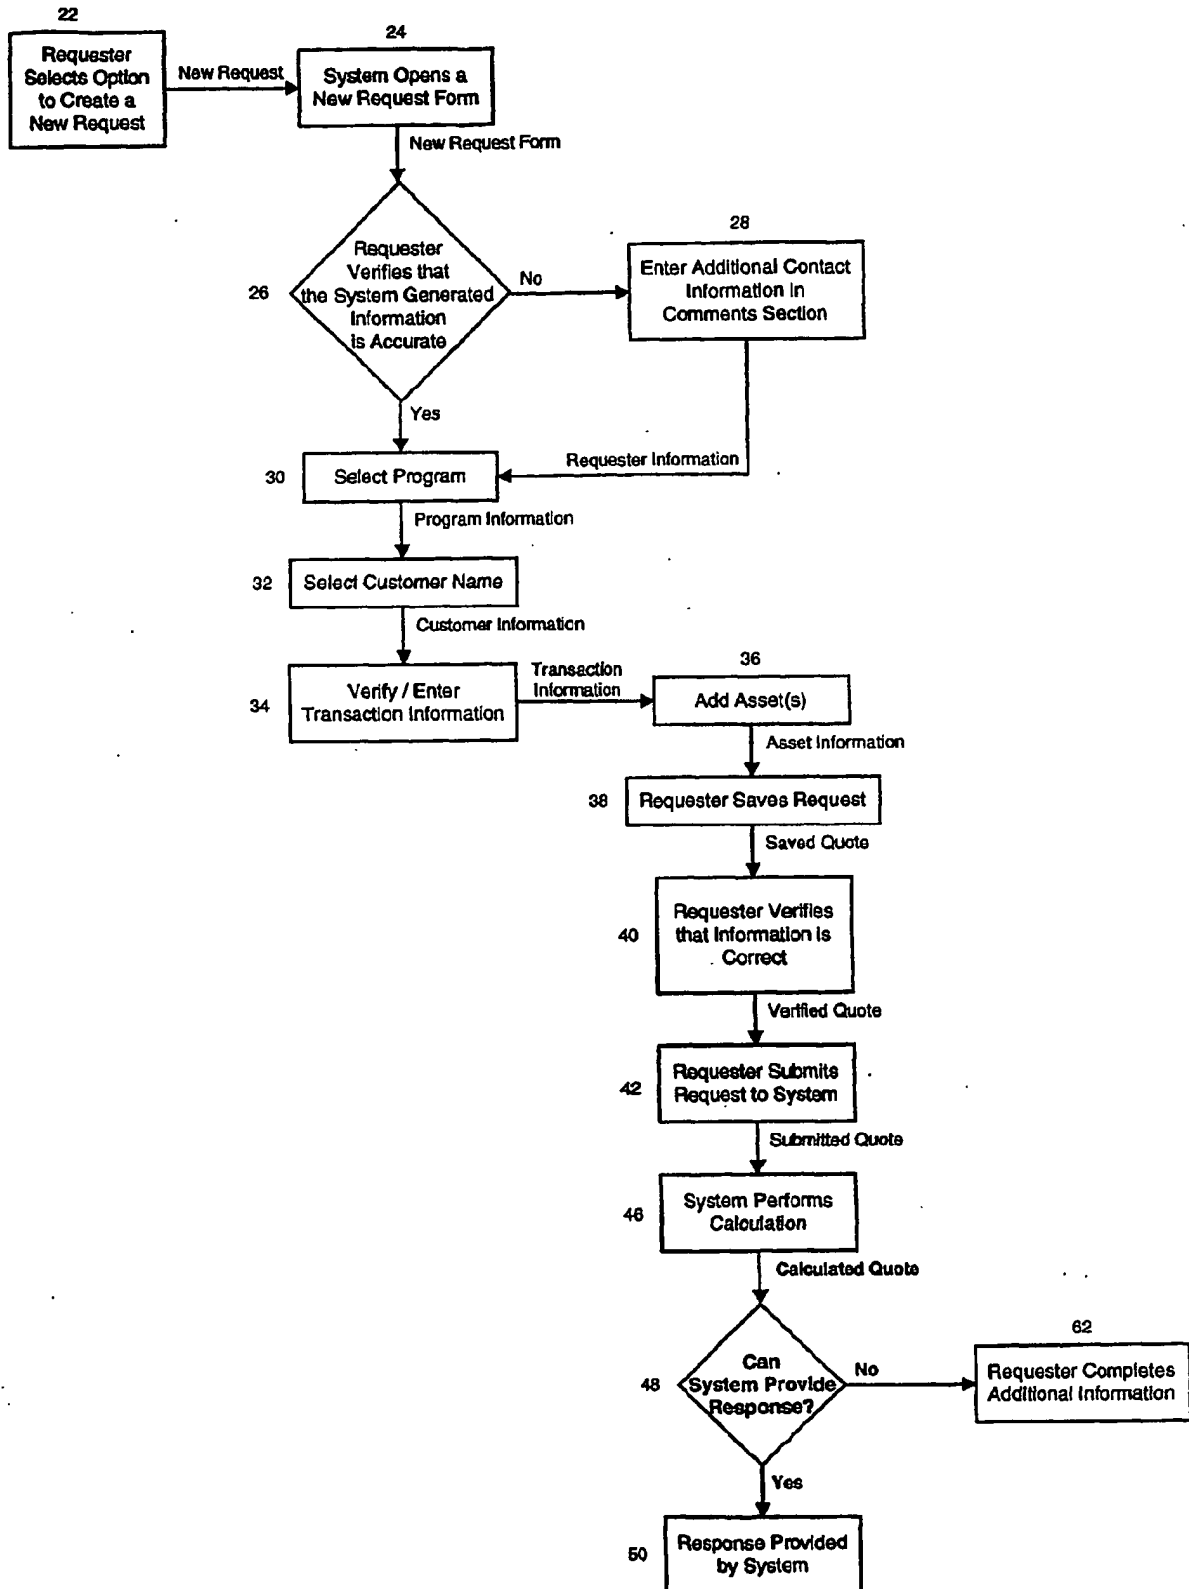 22
Requester
Selects Option
to Create a
New Request
New Request
24
System Opens a
New Request Form
New Request Form
26
Requester
Verifies that
the System Generated
Information
is Accurate
No
28
Enter Additional Contact
Information in
Comments Section
Yes
Requester Information
30
Select Program
Program Information
32
Select Customer Name
Customer Information
34
Verify / Enter
Transaction Information
Transaction
Information
36
Add Asset(s)
Asset Information
38
Requester Saves Request
Saved Quote
40
Requester Verifies
that Information is
Correct
Verified Quote
42
Requester Submits
Request to System
Submitted Quote
46
System Performs
Calculation
Calculated Quote
48
Can
System Provide
Response?
No
62
Requester Completes
Additional Information
Yes
50
Response Provided
by System